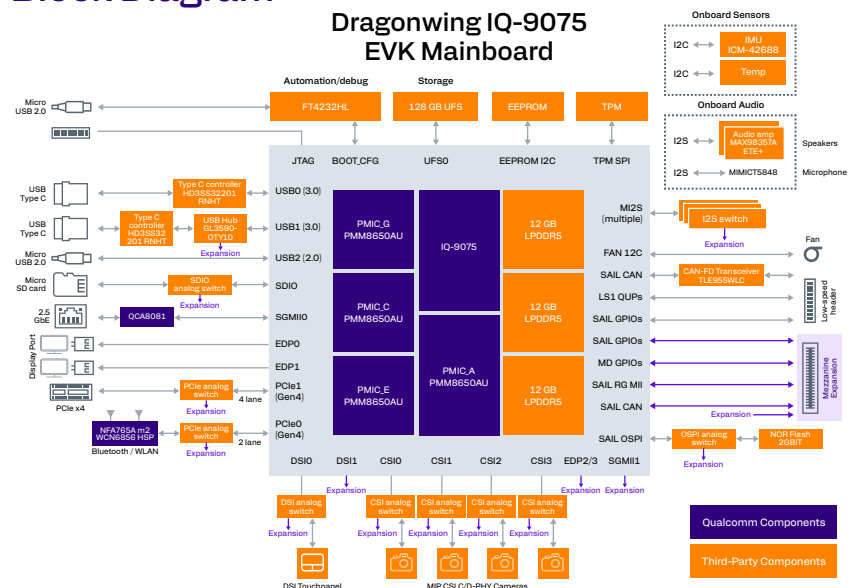 Block Diagram
Dragonwing IQ-9075
EVK Mainboard
Onboard Sensors
I2C
IMU
ICM-42688
I2C
Temp
Onboard Audio
I2S
Audio amp
MAX98357A
ETE+
Speakers
I2S
MIMICT5848
Microphone
Automation/debug
Storage
Micro
USB 2.0
FT4232HL
128 GB UFS
EEPROM
TPM
JTAG
BOOT_CFG
UFS0
EEPROM I2C
TPM SPI
USB
Type C
Type C controller
HD3SS32201
RNHT
USB0 (3.0)
USB
Type C
Type C
controller
HD3SS32
201 RNHT
USB Hub
GL3590-
OTY10
Expansion
USB1 (3.0)
Micro
USB 2.0
USB2 (2.0)
Micro
SD card
SDIO
analog switch
Expansion
SDIO
2.5
GbE
QCA8081
SGMII0
Display Port
EDP0
EDP1
PCIe x4
PCIe analog
switch
Expansion
4 lane
PCIe1
(Gen4)
NFA765A m2
WCN6856 HSP
Bluetooth / WLAN
PCIe analog
switch
Expansion
2 lane
PCIe0
(Gen4)
PMIC_G
PMM8650AU
PMIC_C
PMM8650AU
PMIC_E
PMM8650AU
IQ-9075
PMIC_A
PMM8650AU
12 GB
LPDDR5
12 GB
LPDDR5
12 GB
LPDDR5
MI2S
(multiple)
I2S switch
Expansion
FAN 12C
Fan
SAIL CAN
CAN-FD Transceiver
TLE955WLC
LS1 QUPs
SAIL GPIOs
Low-speed
header
SAIL GPIOs
MD GPIOs
SAIL RG MII
SAIL CAN
Expansion
Mezzanine
Expansion
SAIL OSPI
OSPI analog
switch
Expansion
NOR Flash
2GBIT
DSI0
DSI1
CSI0
CSI1
CSI2
CSI3
EDP2/3
SGMII1
Expansion
Expansion
Expansion
DSI analog
switch
CSI analog
switch
CSI analog
switch
CSI analog
switch
CSI analog
switch
Expansion
Expansion
Expansion
Expansion
Expansion
DSI Touchpanel
MIP CSI C/D-PHY Cameras
Qualcomm Components
Third-Party Components